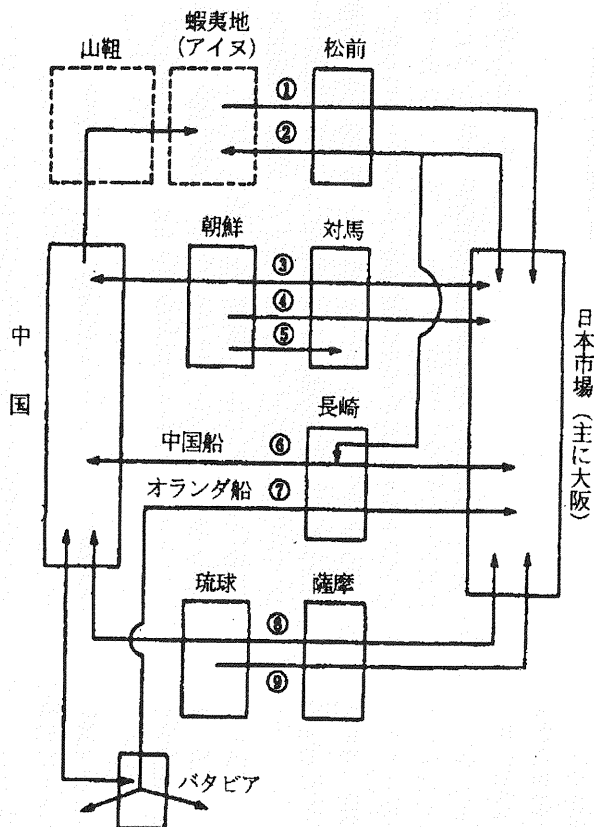 山靼
蝦夷地
(アイヌ)
松前
①
②
朝鮮
対馬
③
④
⑤
中国
日本市場(主に大阪)
長崎
中国船
⑥
オランダ船
⑦
琉球
薩摩
⑧
⑨
バタビア